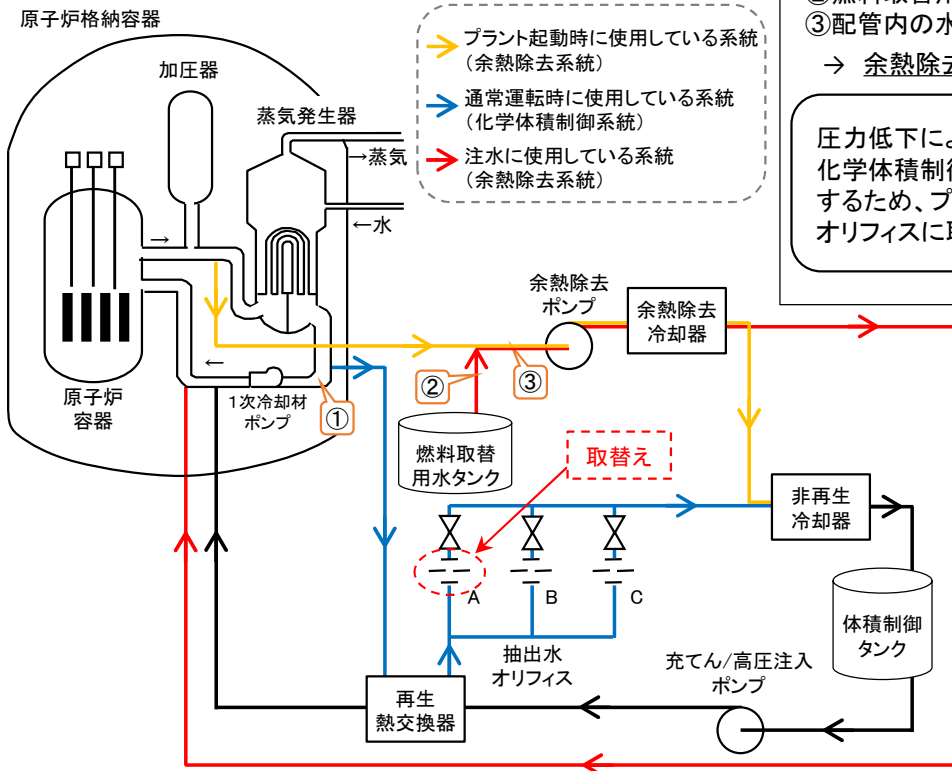 原子炉格納容器
加圧器
蒸気発生器
→蒸気
←水
→
←
原子炉
容器
1次冷却材
ポンプ
①
プラント起動時に使用している系統
(余熱除去系統)
通常運転時に使用している系統
(化学体積制御系統)
注水に使用している系統
(余熱除去系統)
③配管内の水
→ 余熱除去
圧力低下によ
化学体積制御
するため、プ
オリフィスに取
余熱除去
ポンプ
余熱除去
冷却器
②
③
燃料取替
用水タンク
取替え
非再生
冷却器
A
B
C
抽出水
オリフィス
体積制御
タンク
充てん/高圧注入
ポンプ
再生
熱交換器